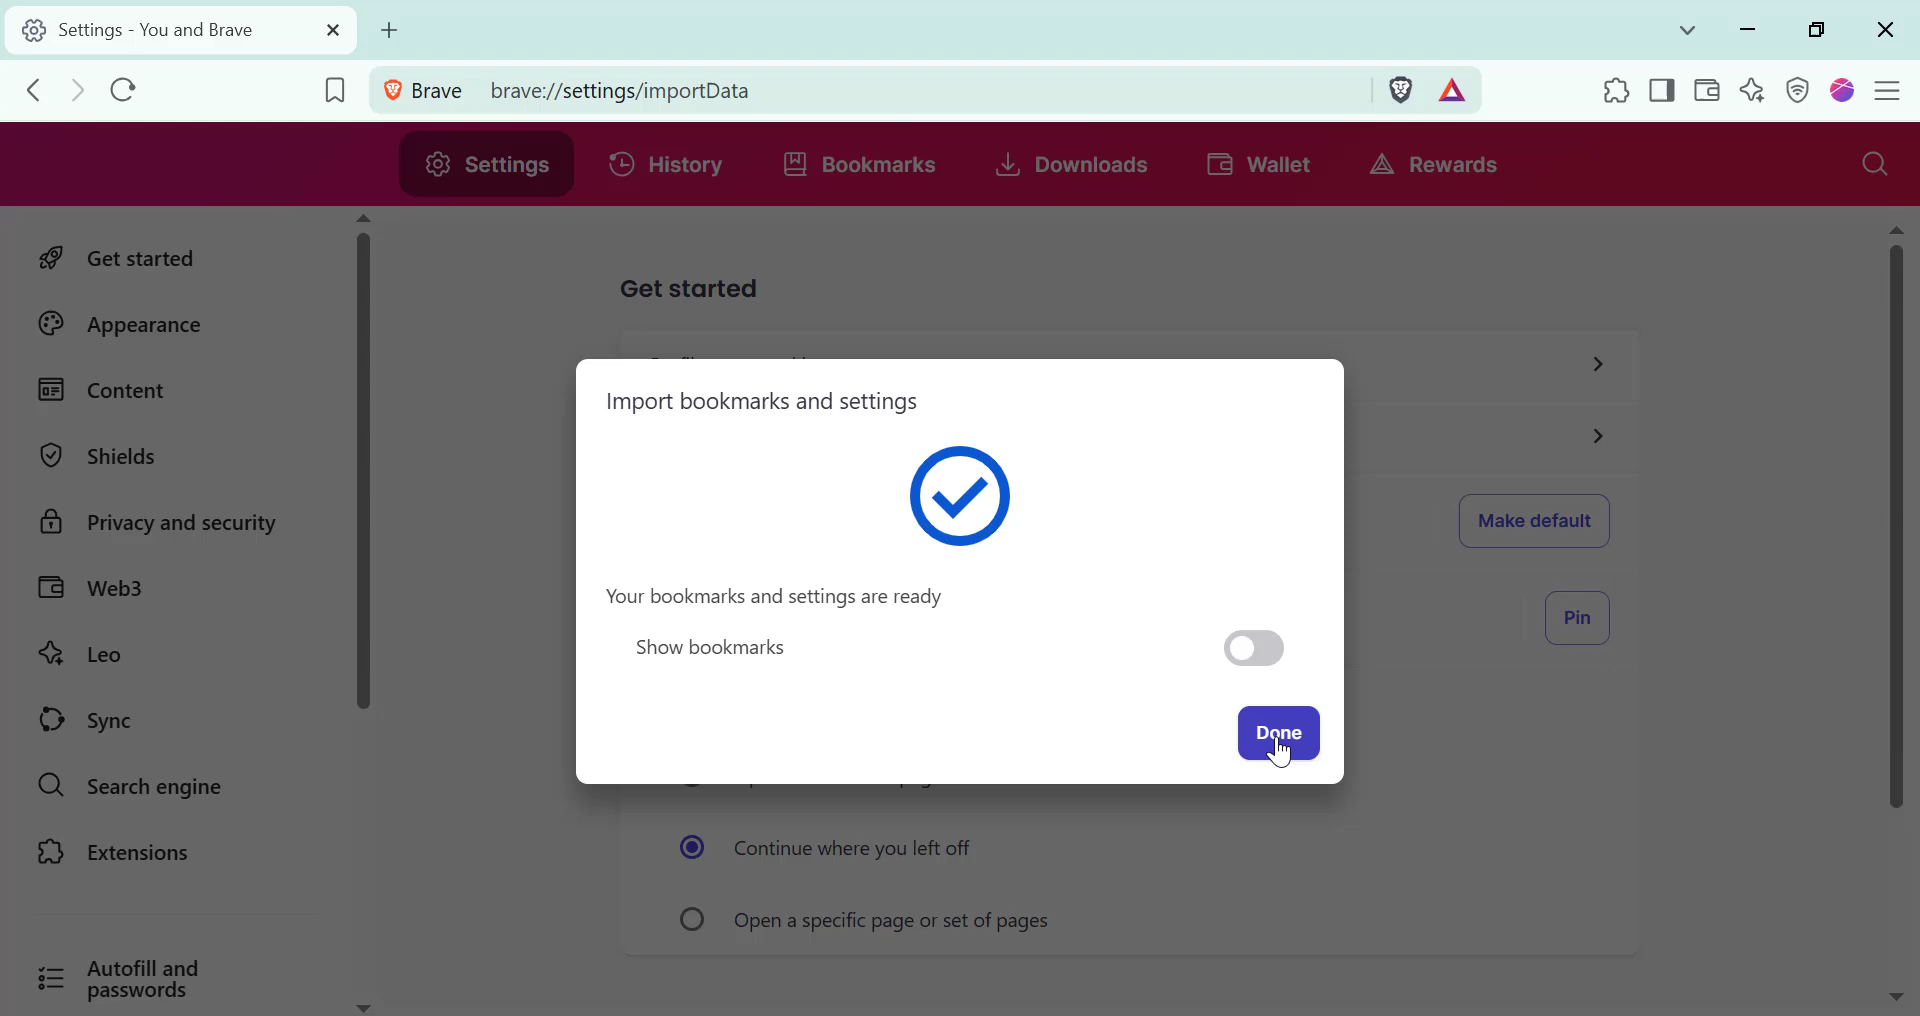 Settings - You and Brave
Brave
brave://settings/importData
Settings
History
Bookmarks
Downloads
Wallet
Rewards
Get started
Appearance
Content
Shields
Privacy and security
Web3
Leo
Sync
Search engine
Extensions
Autofill and
passwords
Get started
Import bookmarks and settings
Your bookmarks and settings are ready
Show bookmarks
Done
Make default
Pin
Continue where you left off
Open a specific page or set of pages